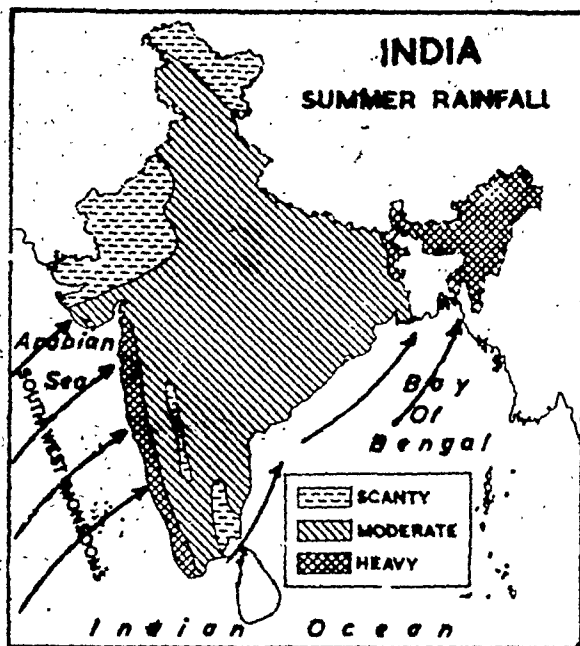 INDIA
SUMMER RAINFALL
Arabian
Sea
SOUTH WEST MONSOONS
Bay
Of
Bengal
SCANTY
MODERATE
HEAVY
Indian Ocean